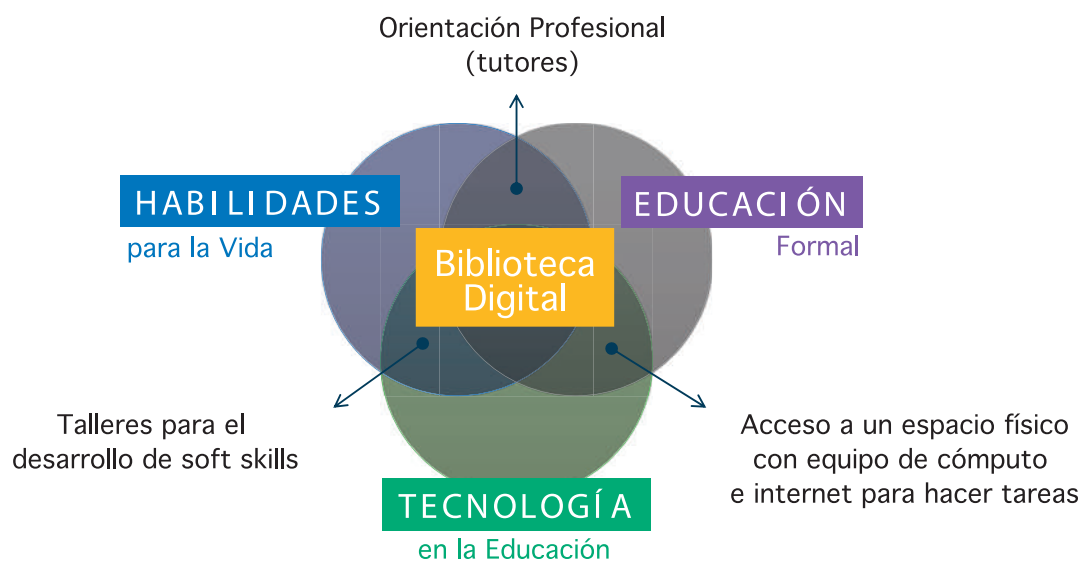 Orientación Profesional
(tutores)
HABILIDADES
para la Vida
EDUCACIÓN
Formal
Biblioteca
Digital
Talleres para el
desarrollo de soft skills
Acceso a un espacio físico
con equipo de cómputo
e internet para hacer tareas
TECNOLOGÍA
en la Educación